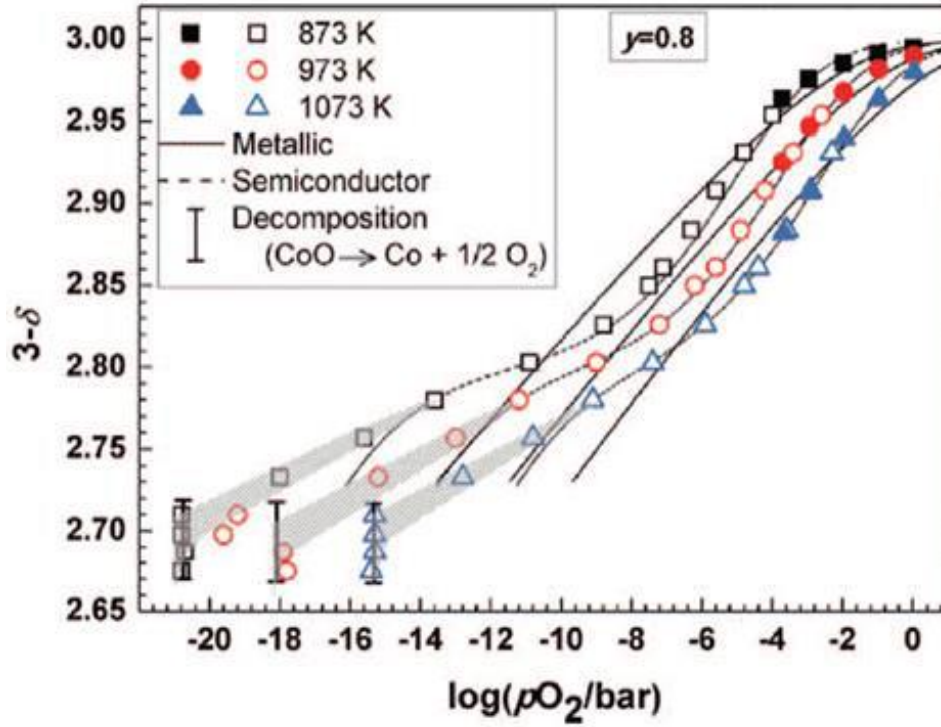 3.00
2.95
2.90
2.85
2.80
2.75
2.70
2.65
3-δ
873 K
973 K
1073 K
Metallic
Semiconductor
Decomposition
(CoO→Co + 1/2 O₂)
y=0.8
-20 -18 -16 -14 -12 -10 -8 -6 -4 -2 0
log(pO₂/bar)